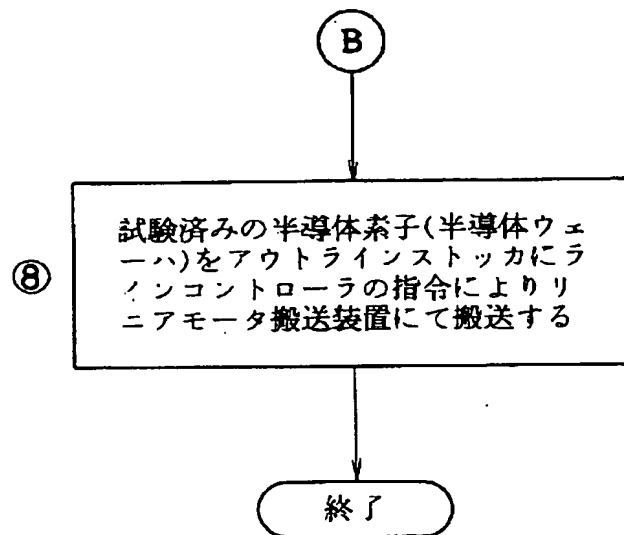 B
試験済みの半導体素子(半導体ウェ
ーハ)をアウトラインストッカにラ
インコントローラの指令によりリ
ニアモータ搬送装置にて搬送する
⑧
終了